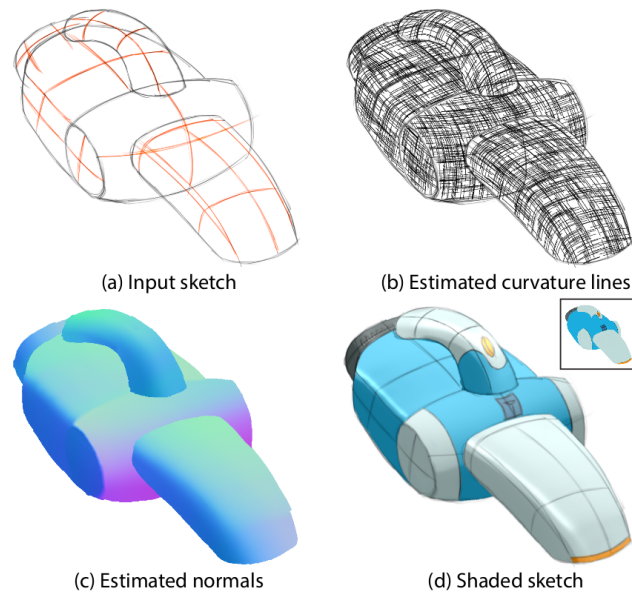 (a) Input sketch
(b) Estimated curvature lines
(c) Estimated normals
(d) Shaded sketch